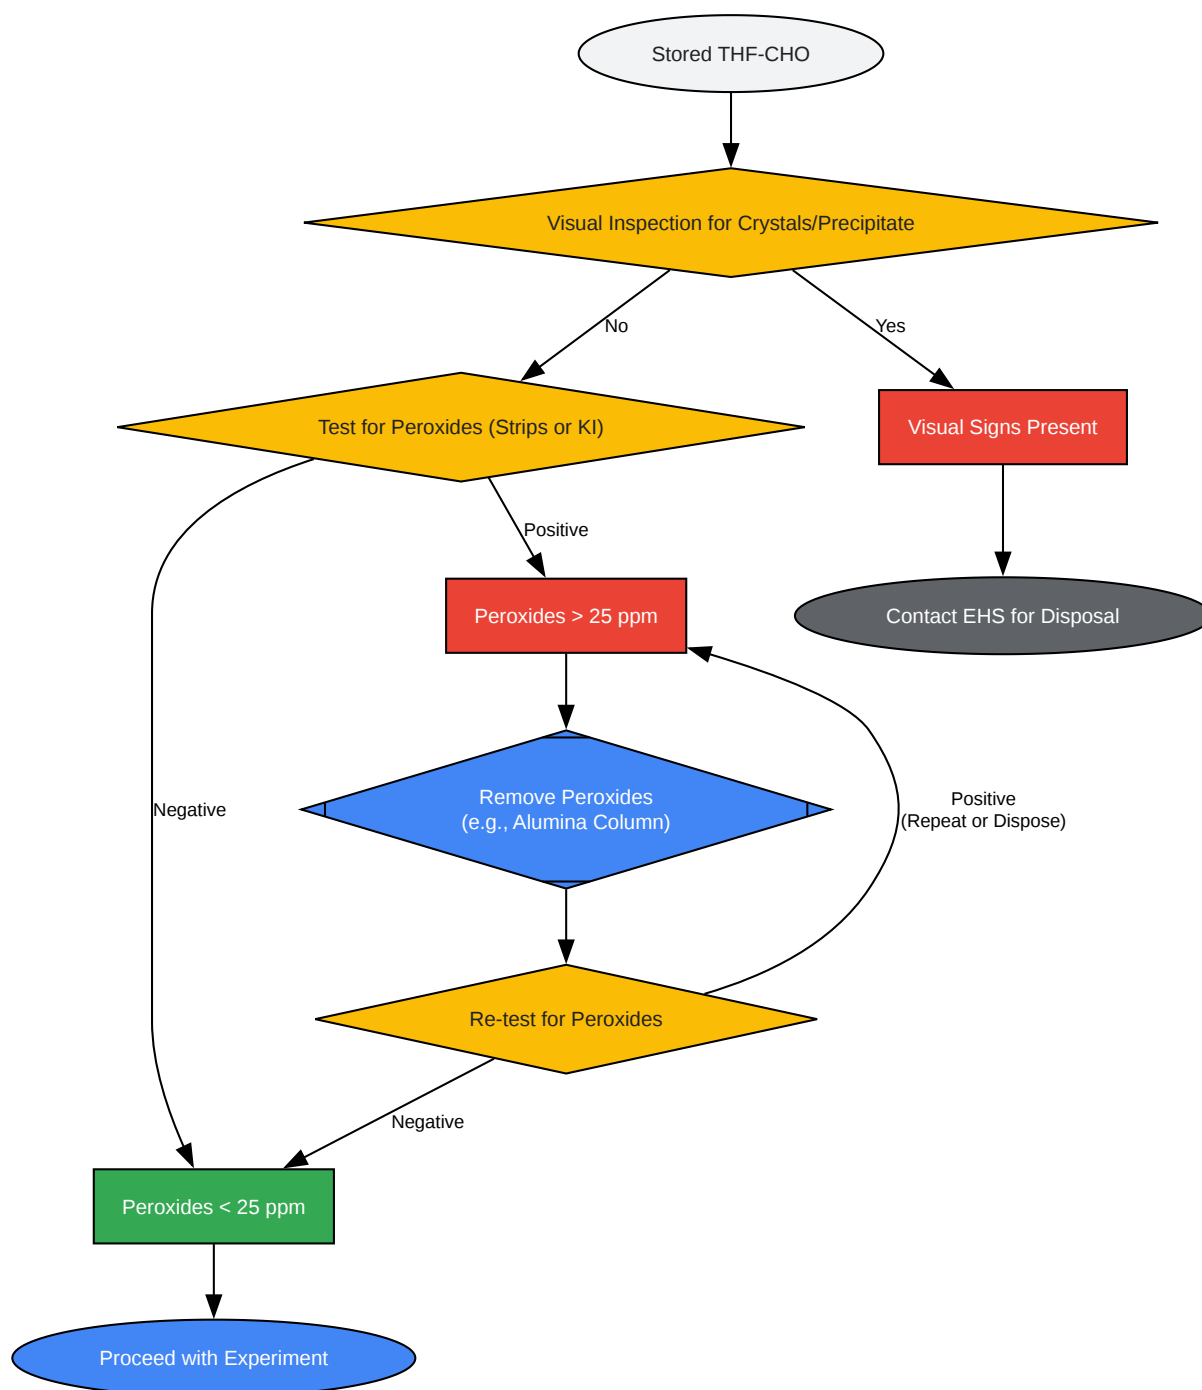 Stored THF-CHO
Visual Inspection for Crystals/Precipitate
No
Yes
Test for Peroxides (Strips or KI)
Visual Signs Present
Positive
Peroxides > 25 ppm
Contact EHS for Disposal
Negative
Remove Peroxides
(e.g., Alumina Column)
Positive
(Repeat or Dispose)
Re-test for Peroxides
Negative
Peroxides < 25 ppm
Proceed with Experiment